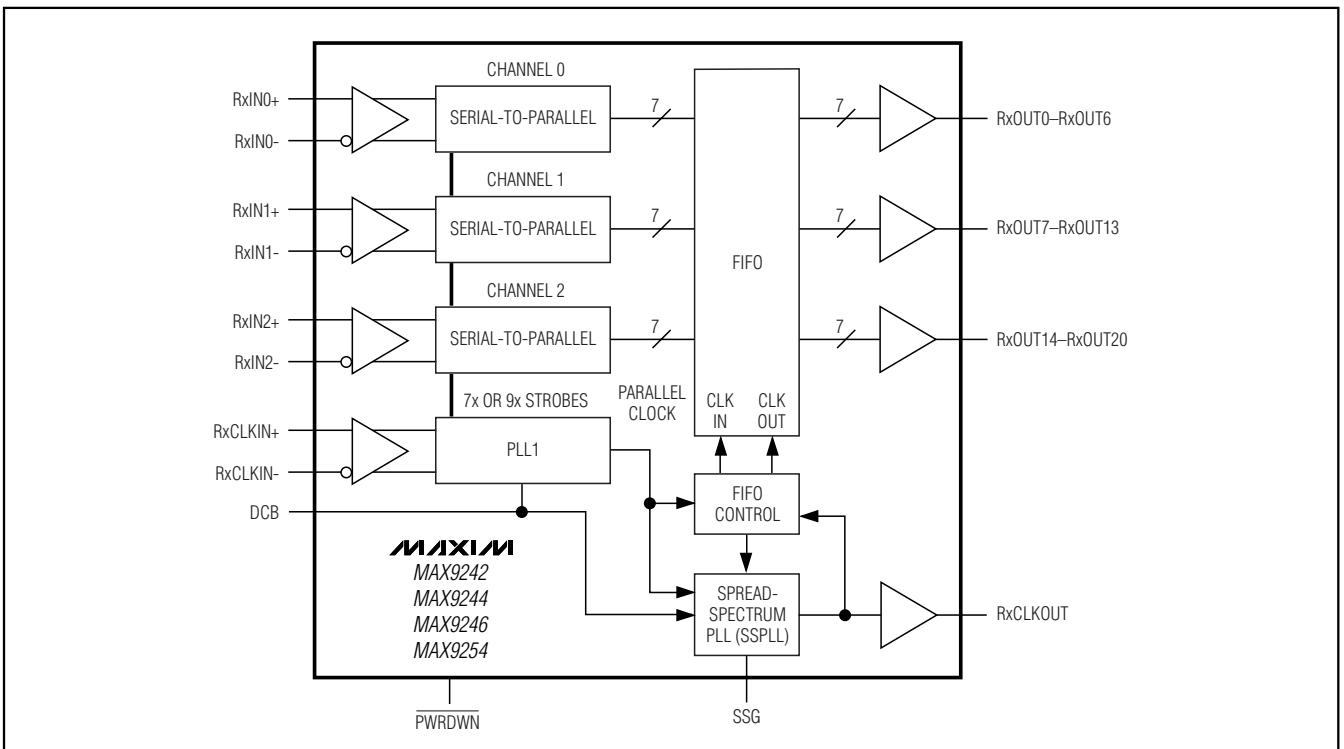 CHANNEL 0
RxIN0+
RxIN0-
SERIAL-TO-PARALLEL
7
7
RxOUT0–RxOUT6
CHANNEL 1
RxIN1+
RxIN1-
SERIAL-TO-PARALLEL
7
7
RxOUT7–RxOUT13
FIFO
CHANNEL 2
RxIN2+
RxIN2-
SERIAL-TO-PARALLEL
7
7
RxOUT14–RxOUT20
7x OR 9x STROBES
PARALLEL
CLOCK
CLK
IN
CLK
OUT
RxCLKIN+
RxCLKIN-
PLL1
DCB
FIFO
CONTROL
MAXIM
MAX9242
MAX9244
MAX9246
MAX9254
SPREAD-
SPECTRUM
PLL (SSPLL)
RxCLKOUT
PWRDWN
SSG